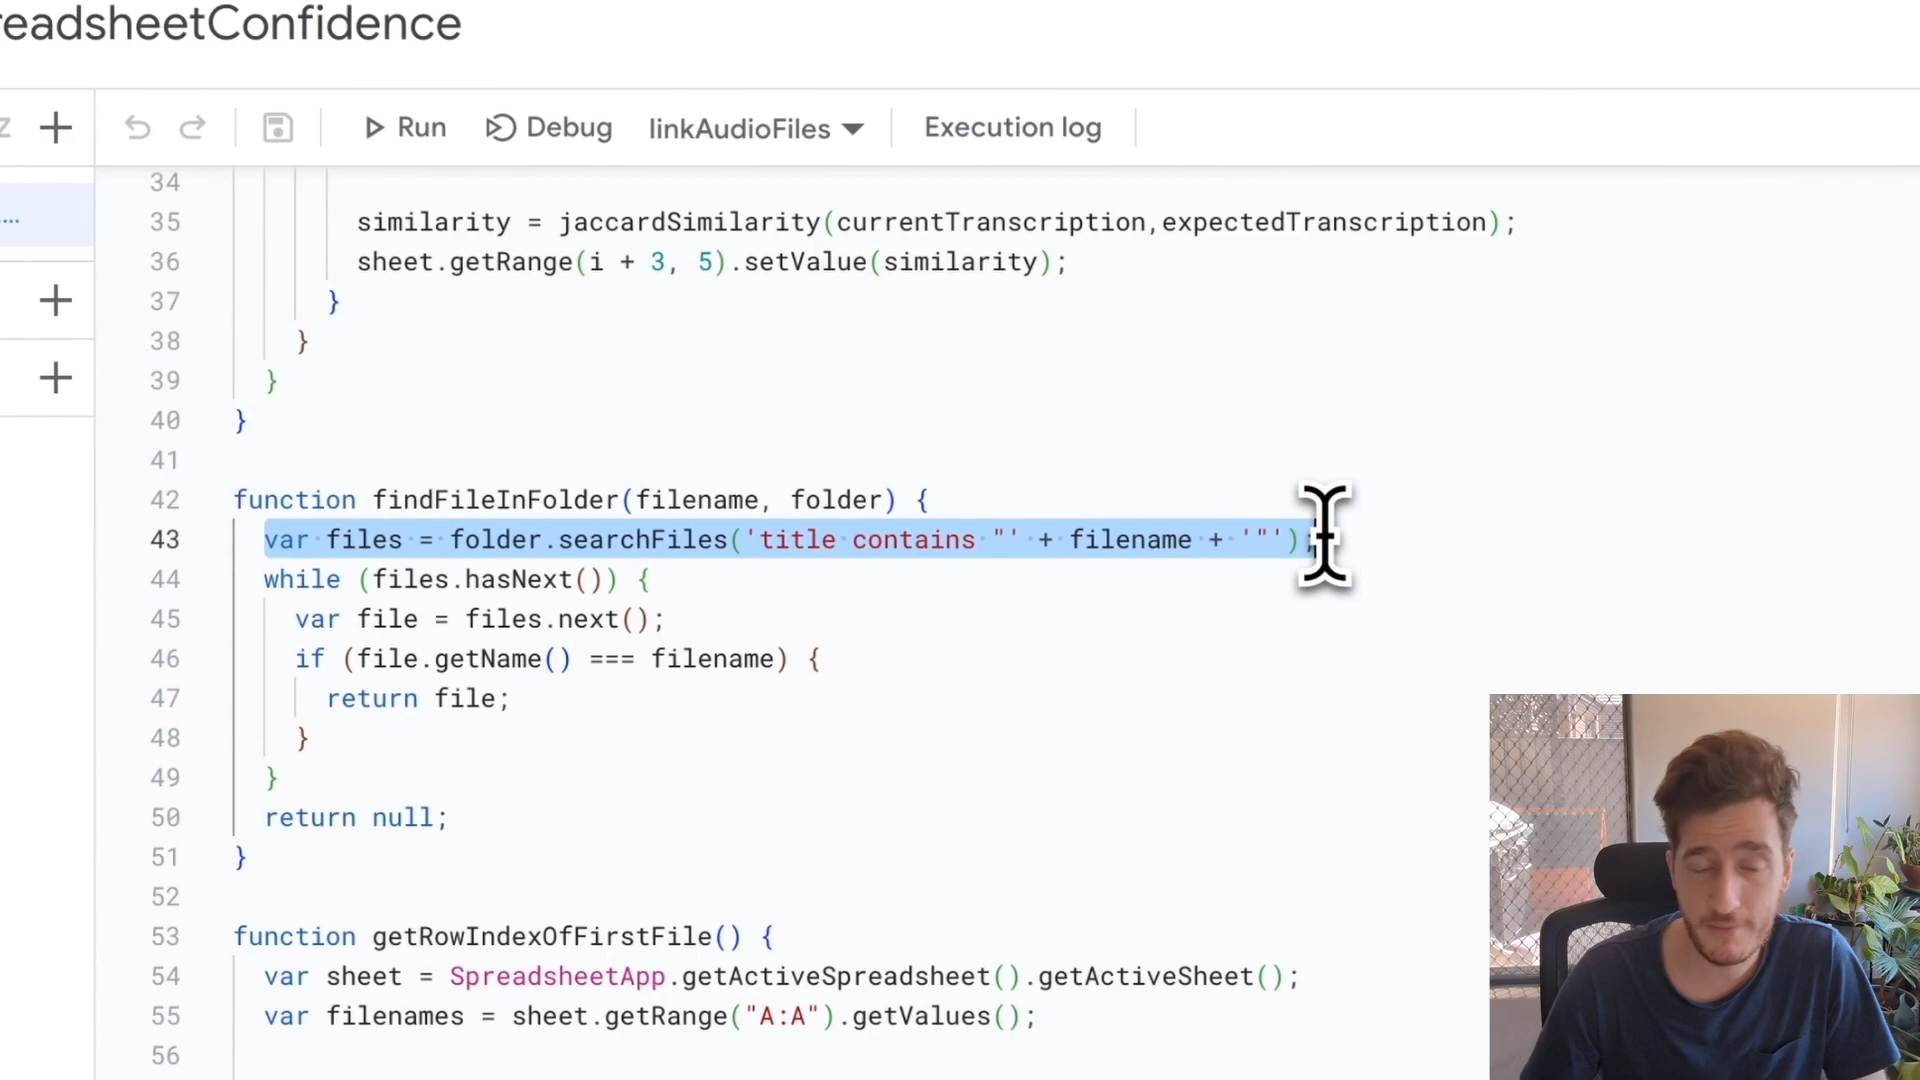 readsheetConfidence
Z
Run
Debug
linkAudioFiles
Execution log
...
34
35 similarity = jaccardSimilarity(currentTranscription,expectedTranscription);
36 sheet.getRange(i + 3, 5).setValue(similarity);
37 }
38 }
39 }
40 }
41
42 function findFileInFolder(filename, folder) {
43 var files = folder.searchFiles('title contains "' + filename + '"');
44 while (files.hasNext()) {
45 var file = files.next();
46 if (file.getName() === filename) {
47 return file;
48 }
49 }
50 return null;
51 }
52
53 function getRowIndexOfFirstFile() {
54 var sheet = SpreadsheetApp.getActiveSpreadsheet().getActiveSheet();
55 var filenames = sheet.getRange("A:A").getValues();
56